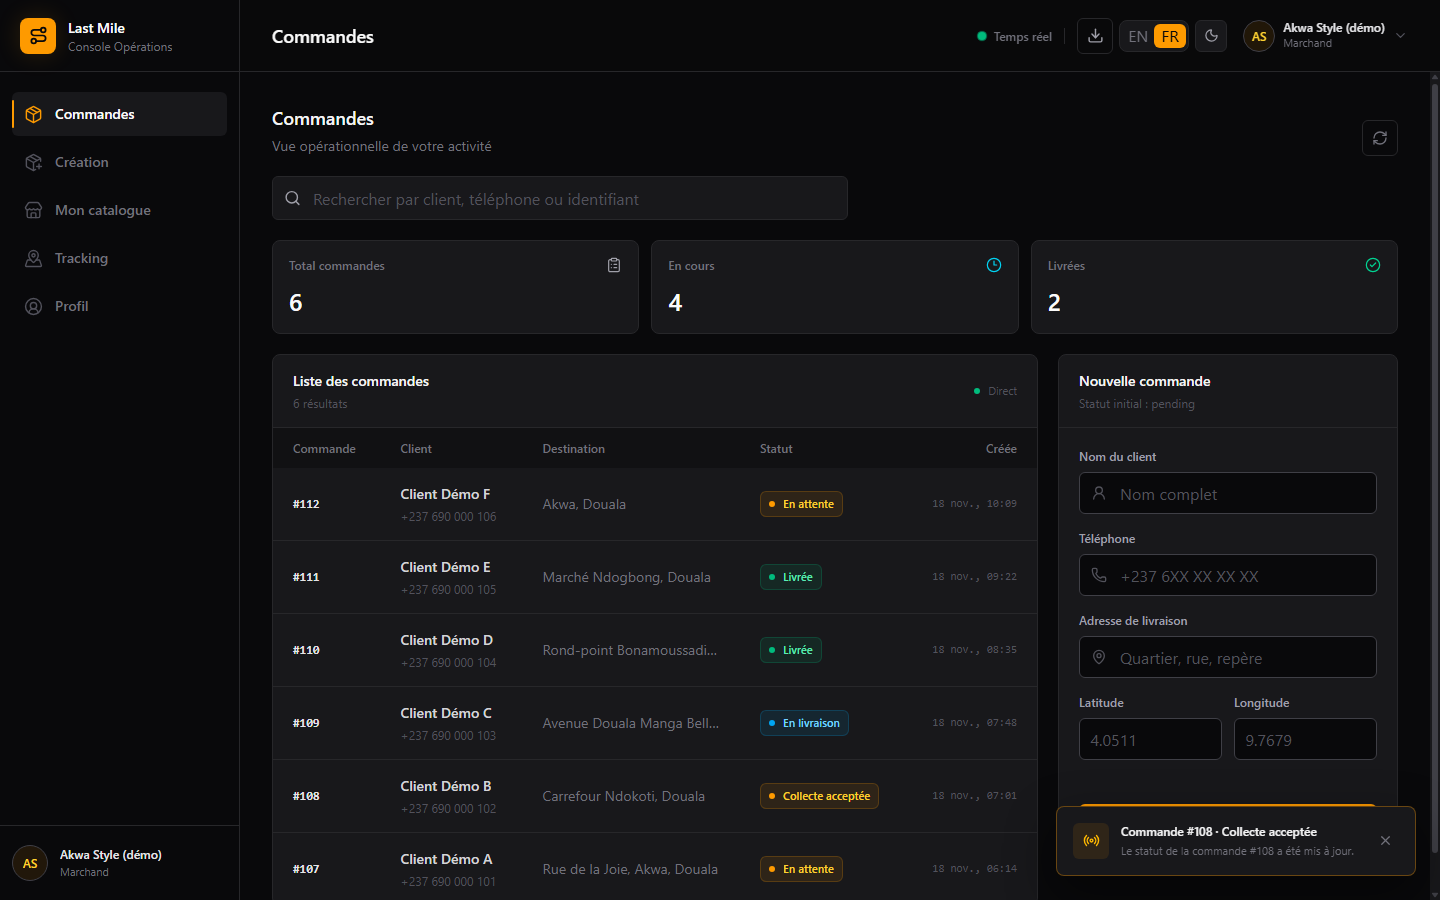 Last Mile
Console Opérations
Commandes
Création
Mon catalogue
Tracking
Profil
AS
Akwa Style (démo)
Marchand
Commandes
Temps réel
EN
FR
AS
Akwa Style (démo)
Marchand
Commandes
Vue opérationnelle de votre activité
Rechercher par client, téléphone ou identifiant
Total commandes
6
En cours
4
Livrées
2
Liste des commandes
6 résultats
Direct
Commande Client Destination Statut Créée
#112 Client Démo F +237 690 000 106 Akwa, Douala En attente 18 nov., 10:09
#111 Client Démo E +237 690 000 105 Marché Ndogbong, Douala Livrée 18 nov., 09:22
#110 Client Démo D +237 690 000 104 Rond-point Bonamoussadi... Livrée 18 nov., 08:35
#109 Client Démo C +237 690 000 103 Avenue Douala Manga Bell... En livraison 18 nov., 07:48
#108 Client Démo B +237 690 000 102 Carrefour Ndokoti, Douala Collecte acceptée 18 nov., 07:01
#107 Client Démo A +237 690 000 101 Rue de la Joie, Akwa, Douala En attente 18 nov., 06:14
Nouvelle commande
Statut initial : pending
Nom du client
Nom complet
Téléphone
+237 6XX XX XX XX
Adresse de livraison
Quartier, rue, repère
Latitude Longitude
4.0511 9.7679
Commande #108 · Collecte acceptée
Le statut de la commande #108 a été mis à jour.